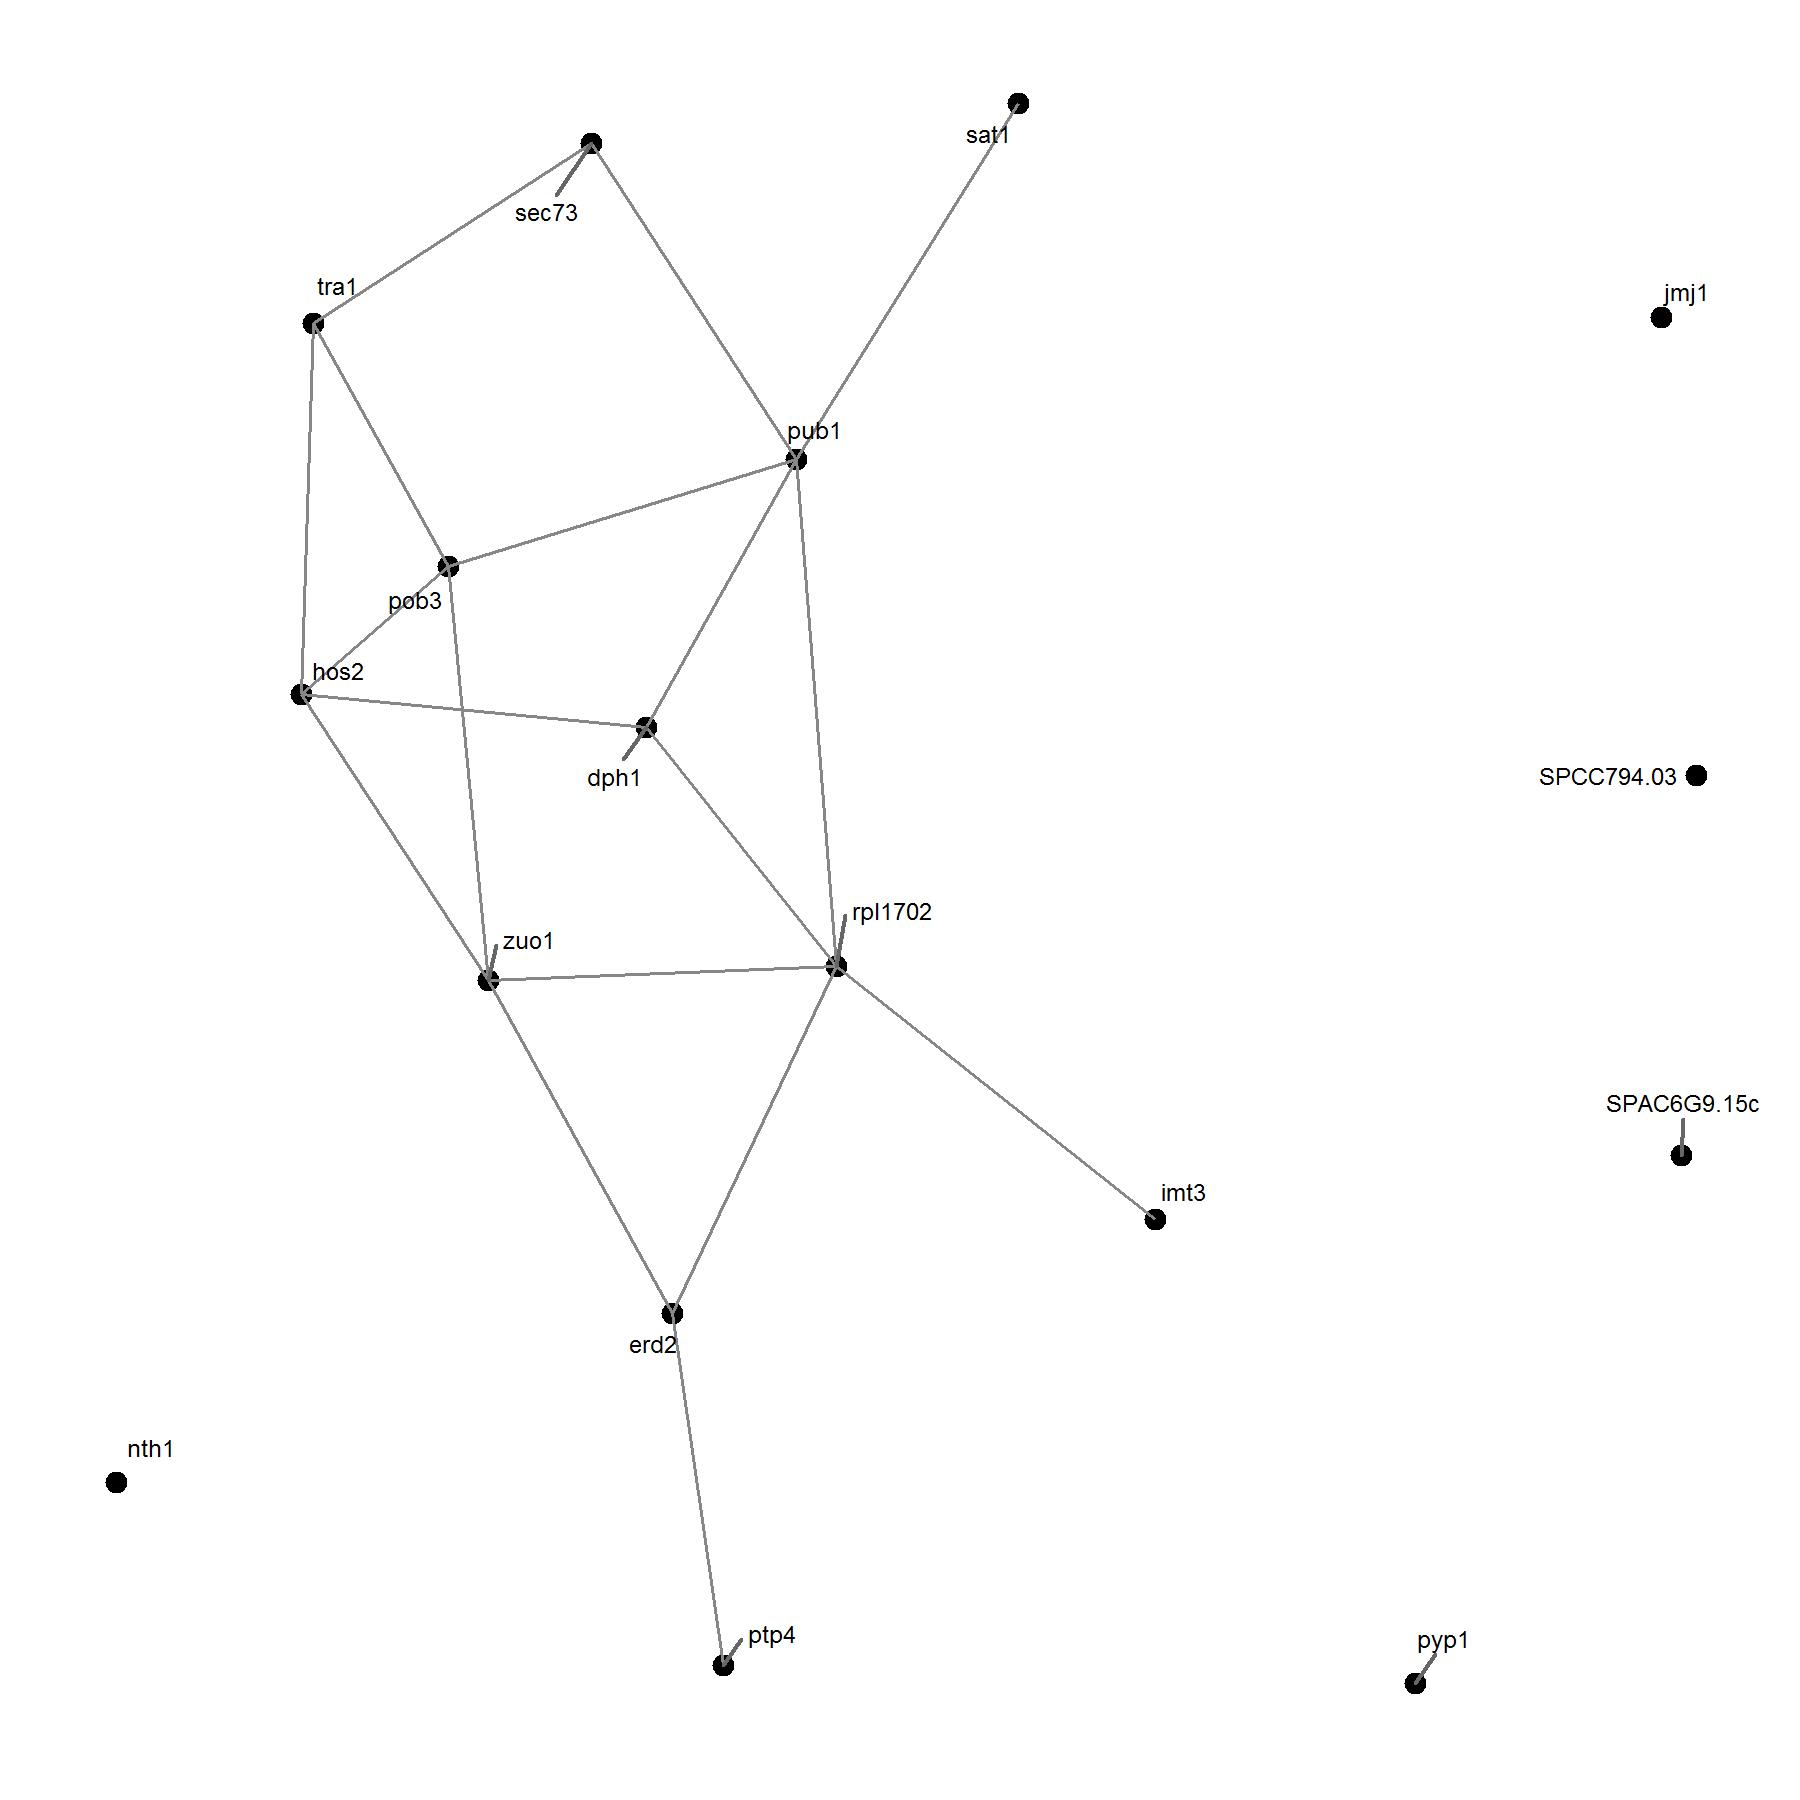 sat1
sec73
tra1
jmj1
pub1
pob3
hos2
dph1
SPCC794.03
rpl1702
zuo1
SPAC6G9.15c
imt3
erd2
nth1
ptp4
pyp1